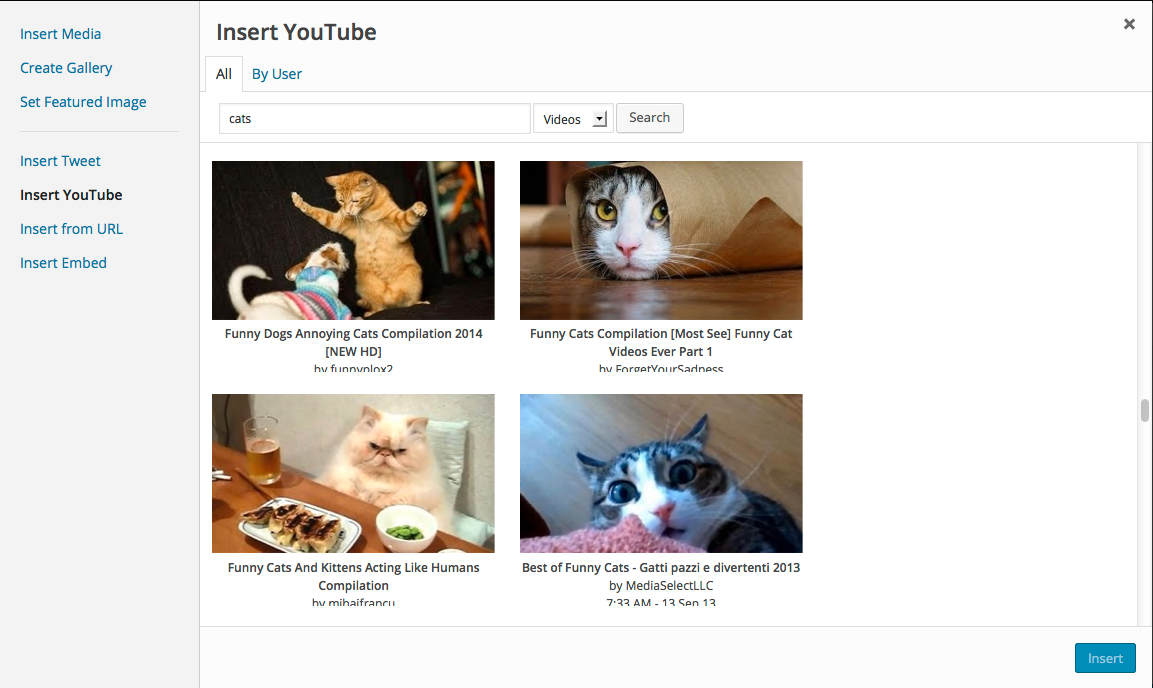 Insert Media
Create Gallery
Set Featured Image
Insert Tweet
Insert YouTube
Insert from URL
Insert Embed
Insert YouTube
All
By User
cats
Videos
Search
Funny Dogs Annoying Cats Compilation 2014
[NEW HD]
by funnyplox2
Funny Cats Compilation [Most See] Funny Cat
Videos Ever Part 1
by ForgetYourSadness
Funny Cats And Kittens Acting Like Humans
Compilation
by mihaifrancu
Best of Funny Cats - Gatti pazzi e divertenti 2013
by MediaSelectLLC
7:33 AM - 13 Sep 13
Insert